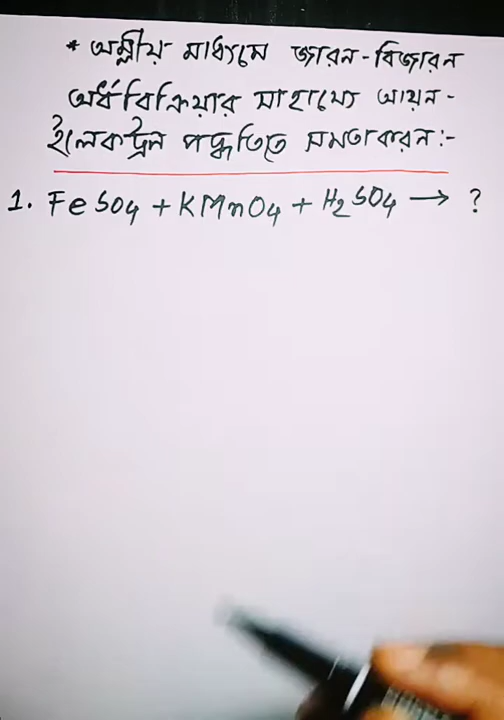 * অম্লীয় মাধ্যমে জারন-বিজারন
অর্ধবিক্রিয়ার সাহায্যে আয়ন-
ইলেকট্রন পদ্ধতিতে সমতাকরন:-
1. FeSO4 + KMnO4 + H2SO4 → ?